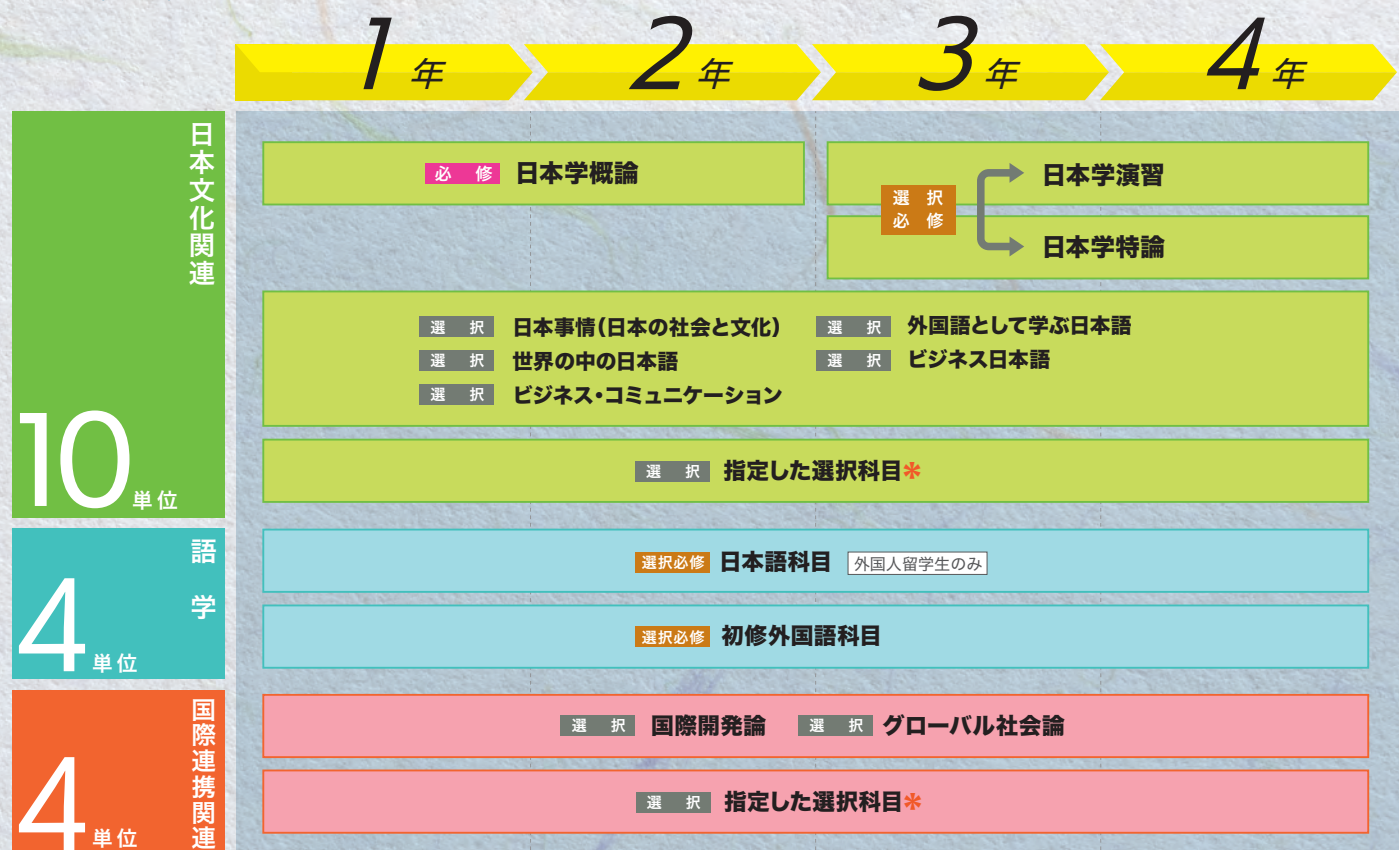 1年 2年 3年 4年
日本文化関連
10単位
必修 日本学概論
選択必修
日本学演習
日本学特論
選択 日本事情(日本の社会と文化) 選択 外国語として学ぶ日本語
選択 世界の中の日本語 選択 ビジネス日本語
選択 ビジネス・コミュニケーション
選択 指定した選択科目*
語学
4単位
選択必修 日本語科目 外国人留学生のみ
選択必修 初修外国語科目
国際連携関連
4単位
選択 国際開発論 選択 グローバル社会論
選択 指定した選択科目*